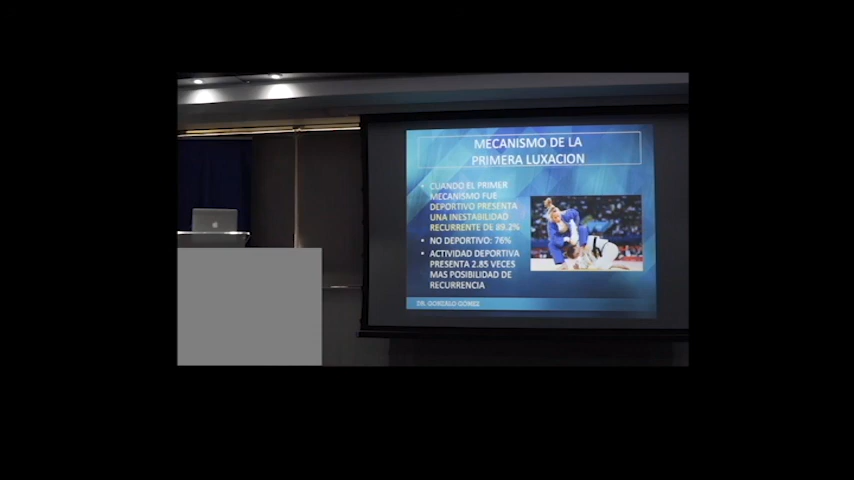 MECANISMO DE LA
PRIMERA LUXACION
• CUANDO EL PRIMER
MECANISMO FUE
DEPORTIVO PRESENTA
UNA INESTABILIDAD
RECURRENTE DE 89.2%
• NO DEPORTIVO: 76%
• ACTIVIDAD DEPORTIVA
PRESENTA 2.85 VECES
MAS POSIBILIDAD DE
RECURRENCIA
DR. GONZALO GOMEZ